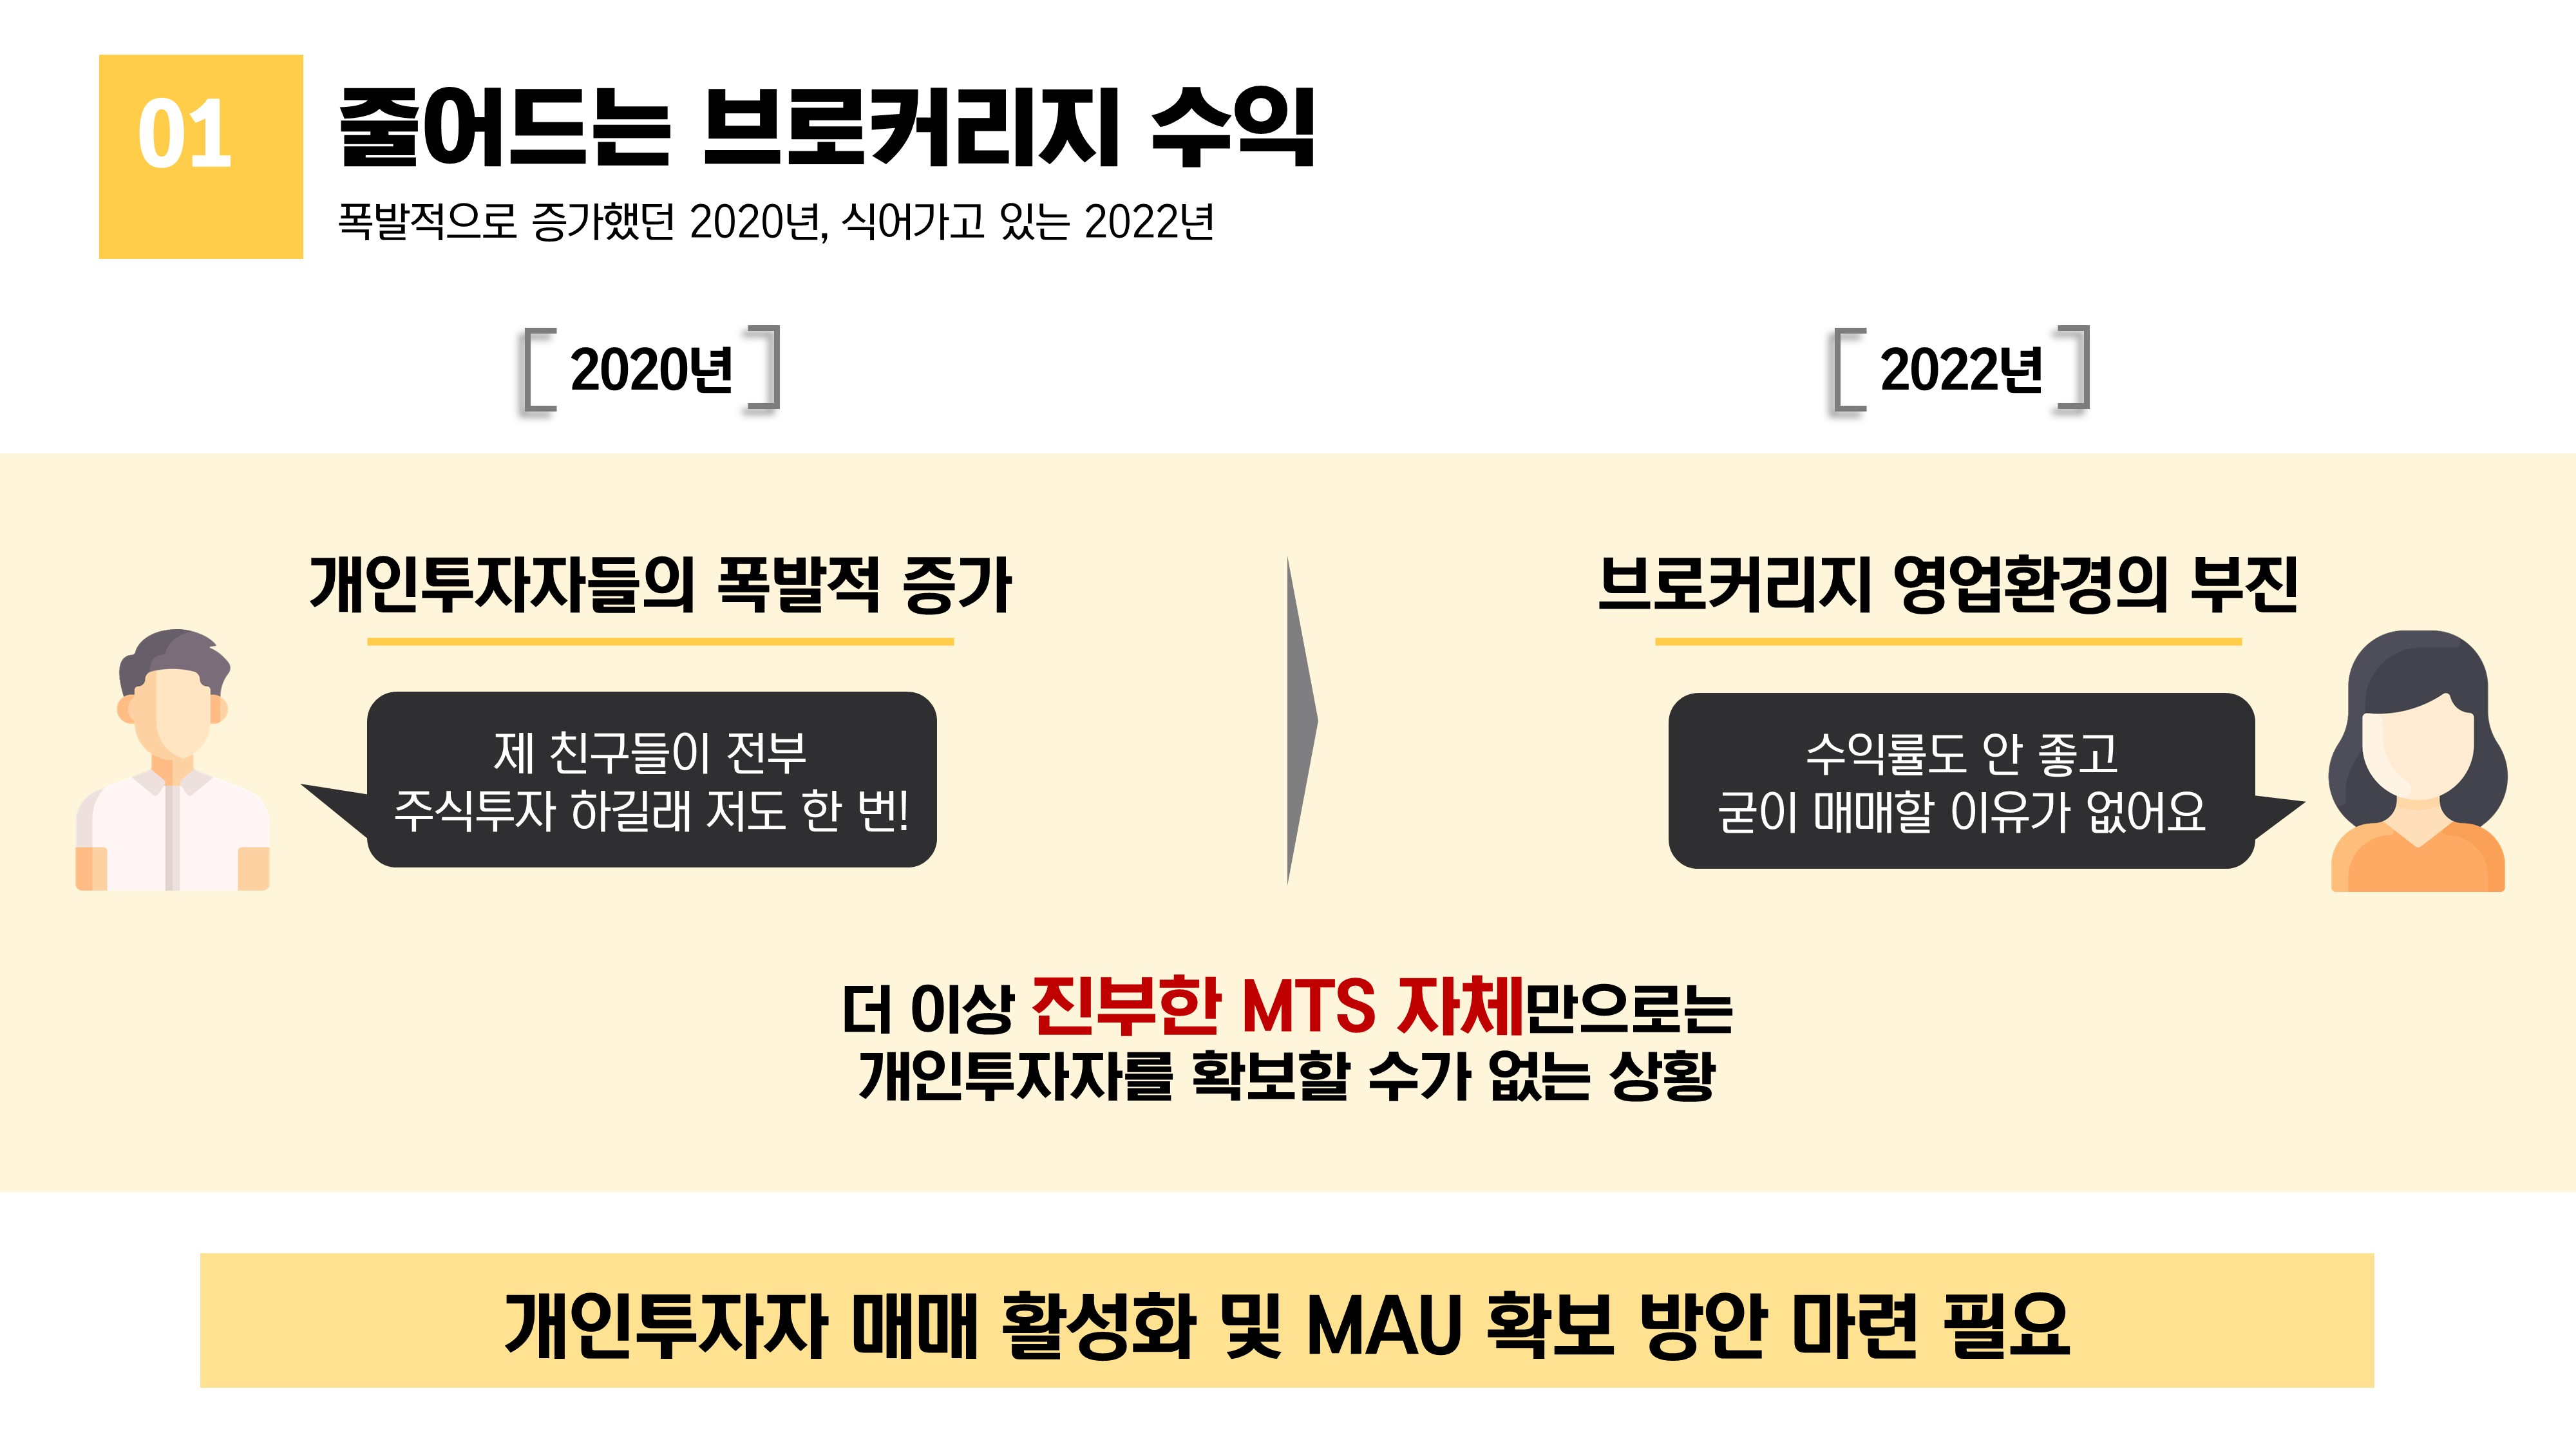 01
줄어드는 브로커리지 수익
폭발적으로 증가했던 2020년, 식어가고 있는 2022년
2020년
2022년
개인투자자들의 폭발적 증가
제 친구들이 전부
주식투자 하길래 저도 한 번!
브로커리지 영업환경의 부진
수익률도 안 좋고
굳이 매매할 이유가 없어요
더 이상 진부한 MTS 자체만으로는
개인투자자를 확보할 수가 없는 상황
개인투자자 매매 활성화 및 MAU 확보 방안 마련 필요